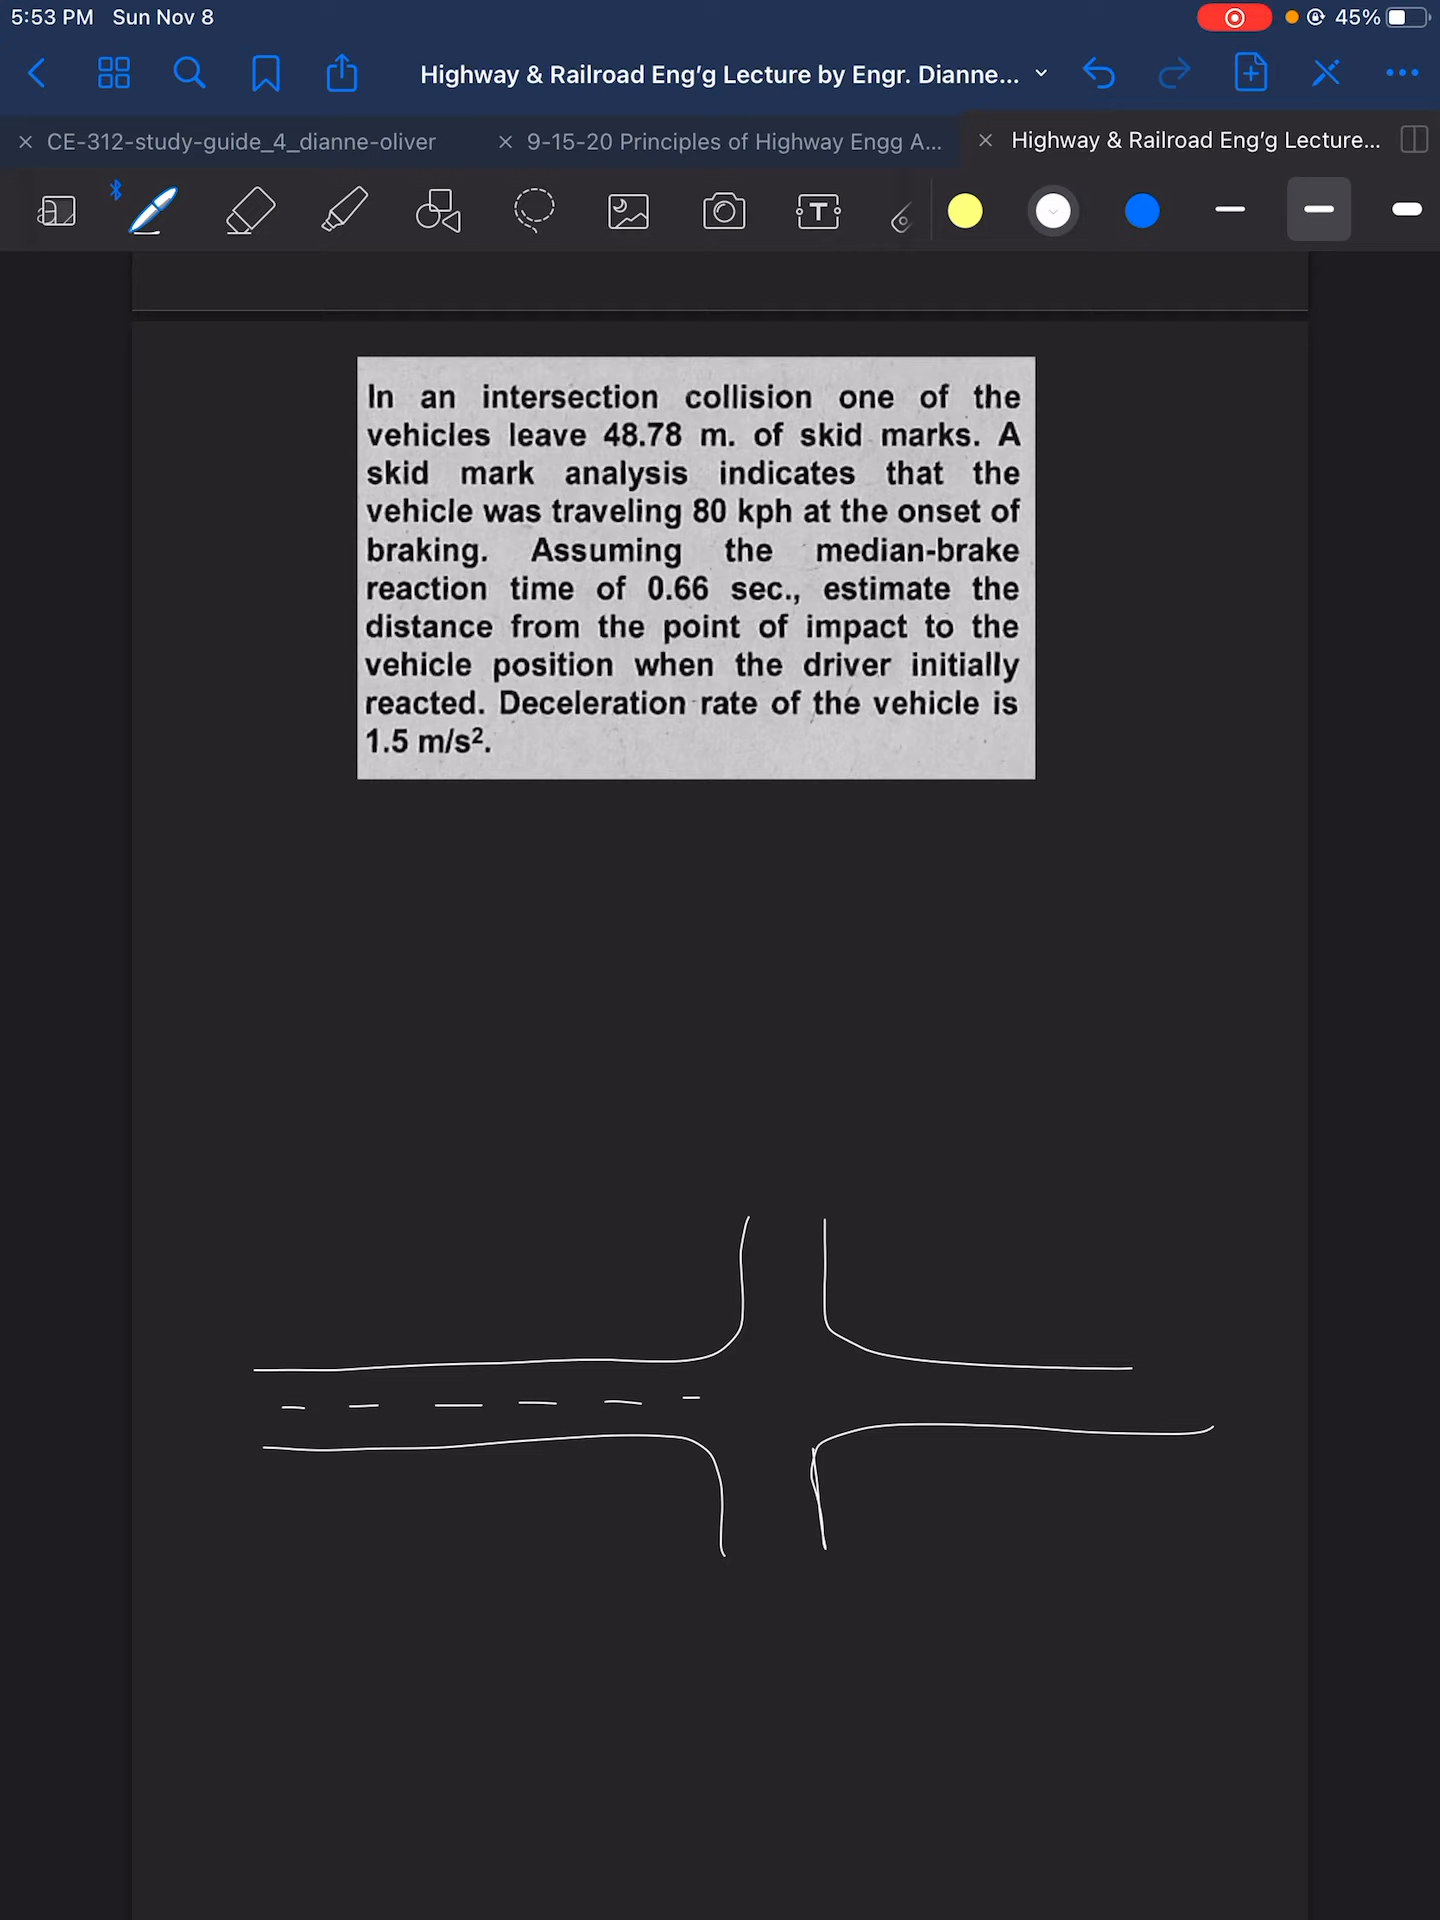 5:53 PM Sun Nov 8
45%
Highway & Railroad Eng'g Lecture by Engr. Dianne...
CE-312-study-guide_4_dianne-oliver
9-15-20 Principles of Highway Engg A...
Highway & Railroad Eng'g Lecture...
In an intersection collision one of the
vehicles leave 48.78 m. of skid marks. A
skid mark analysis indicates that the
vehicle was traveling 80 kph at the onset of
braking. Assuming the median-brake
reaction time of 0.66 sec., estimate the
distance from the point of impact to the
vehicle position when the driver initially
reacted. Deceleration rate of the vehicle is
1.5 m/s².